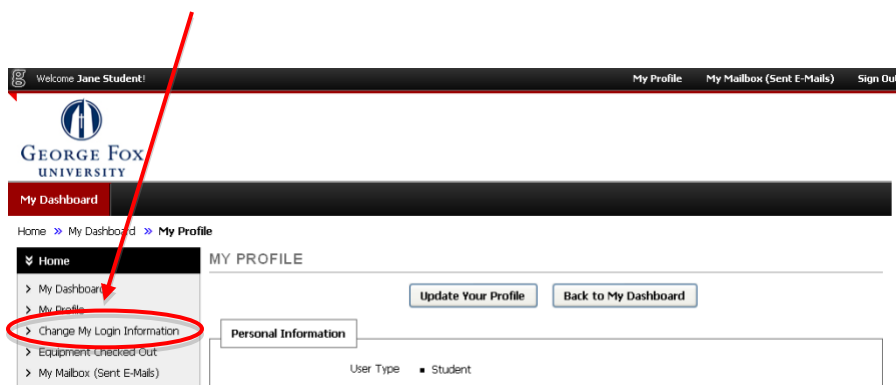 Welcome Jane Student! My Profile My Mailbox (Sent E-Mails) Sign Out
GEORGE FOX
UNIVERSITY
My Dashboard
Home » My Dashboard » My Profile
Home
MY PROFILE
My Dashboard
My Profile
Change My Login Information
Equipment Checked Out
My Mailbox (Sent E-Mails)
Update Your Profile Back to My Dashboard
Personal Information
User Type ▪ Student